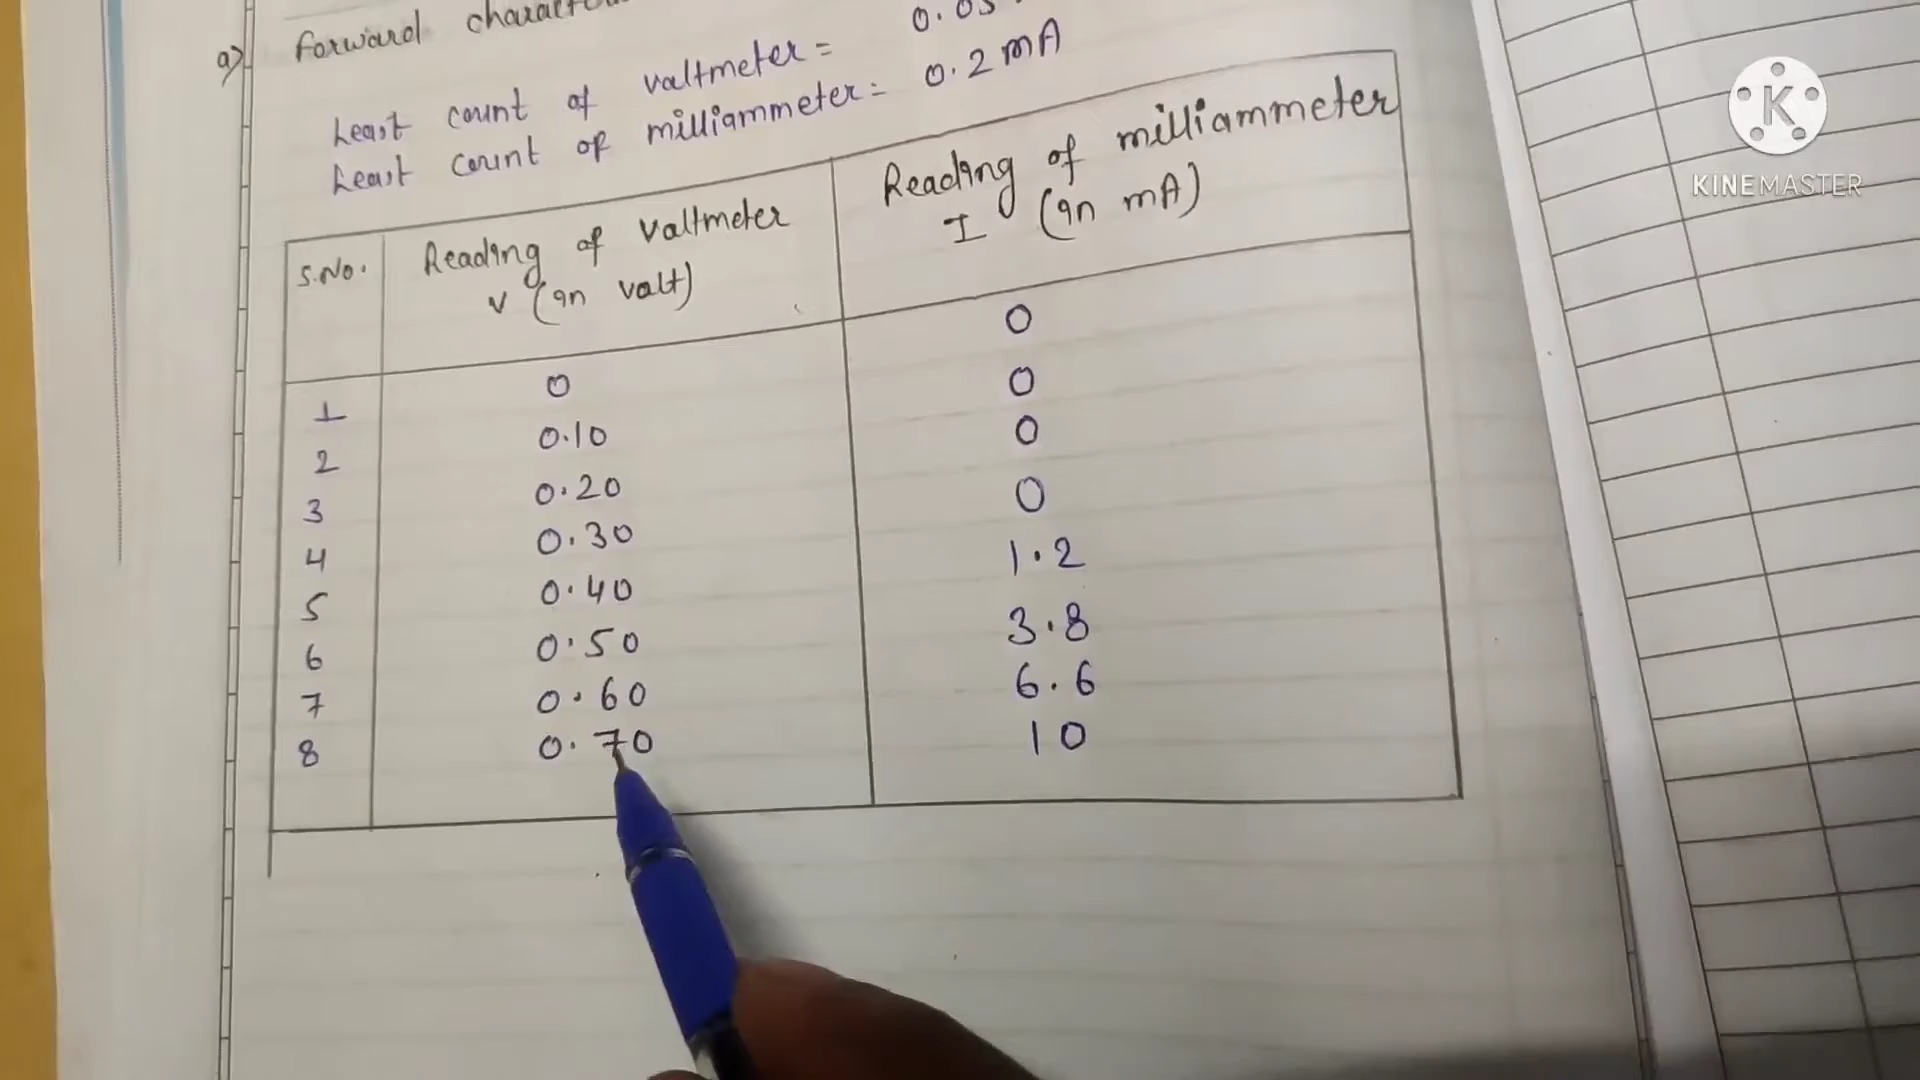 a) Forward
Least count of valtmeter =
Least count of milliammeter = 0.2 mA
S.No. Reading of valtmeter V (in valt) Reading of milliammeter I (in mA)
1 0 0
2 0.10 0
3 0.20 0
4 0.30 0
5 0.40 1.2
6 0.50 3.8
7 0.60 6.6
8 0.70 10
K
KINEMASTER